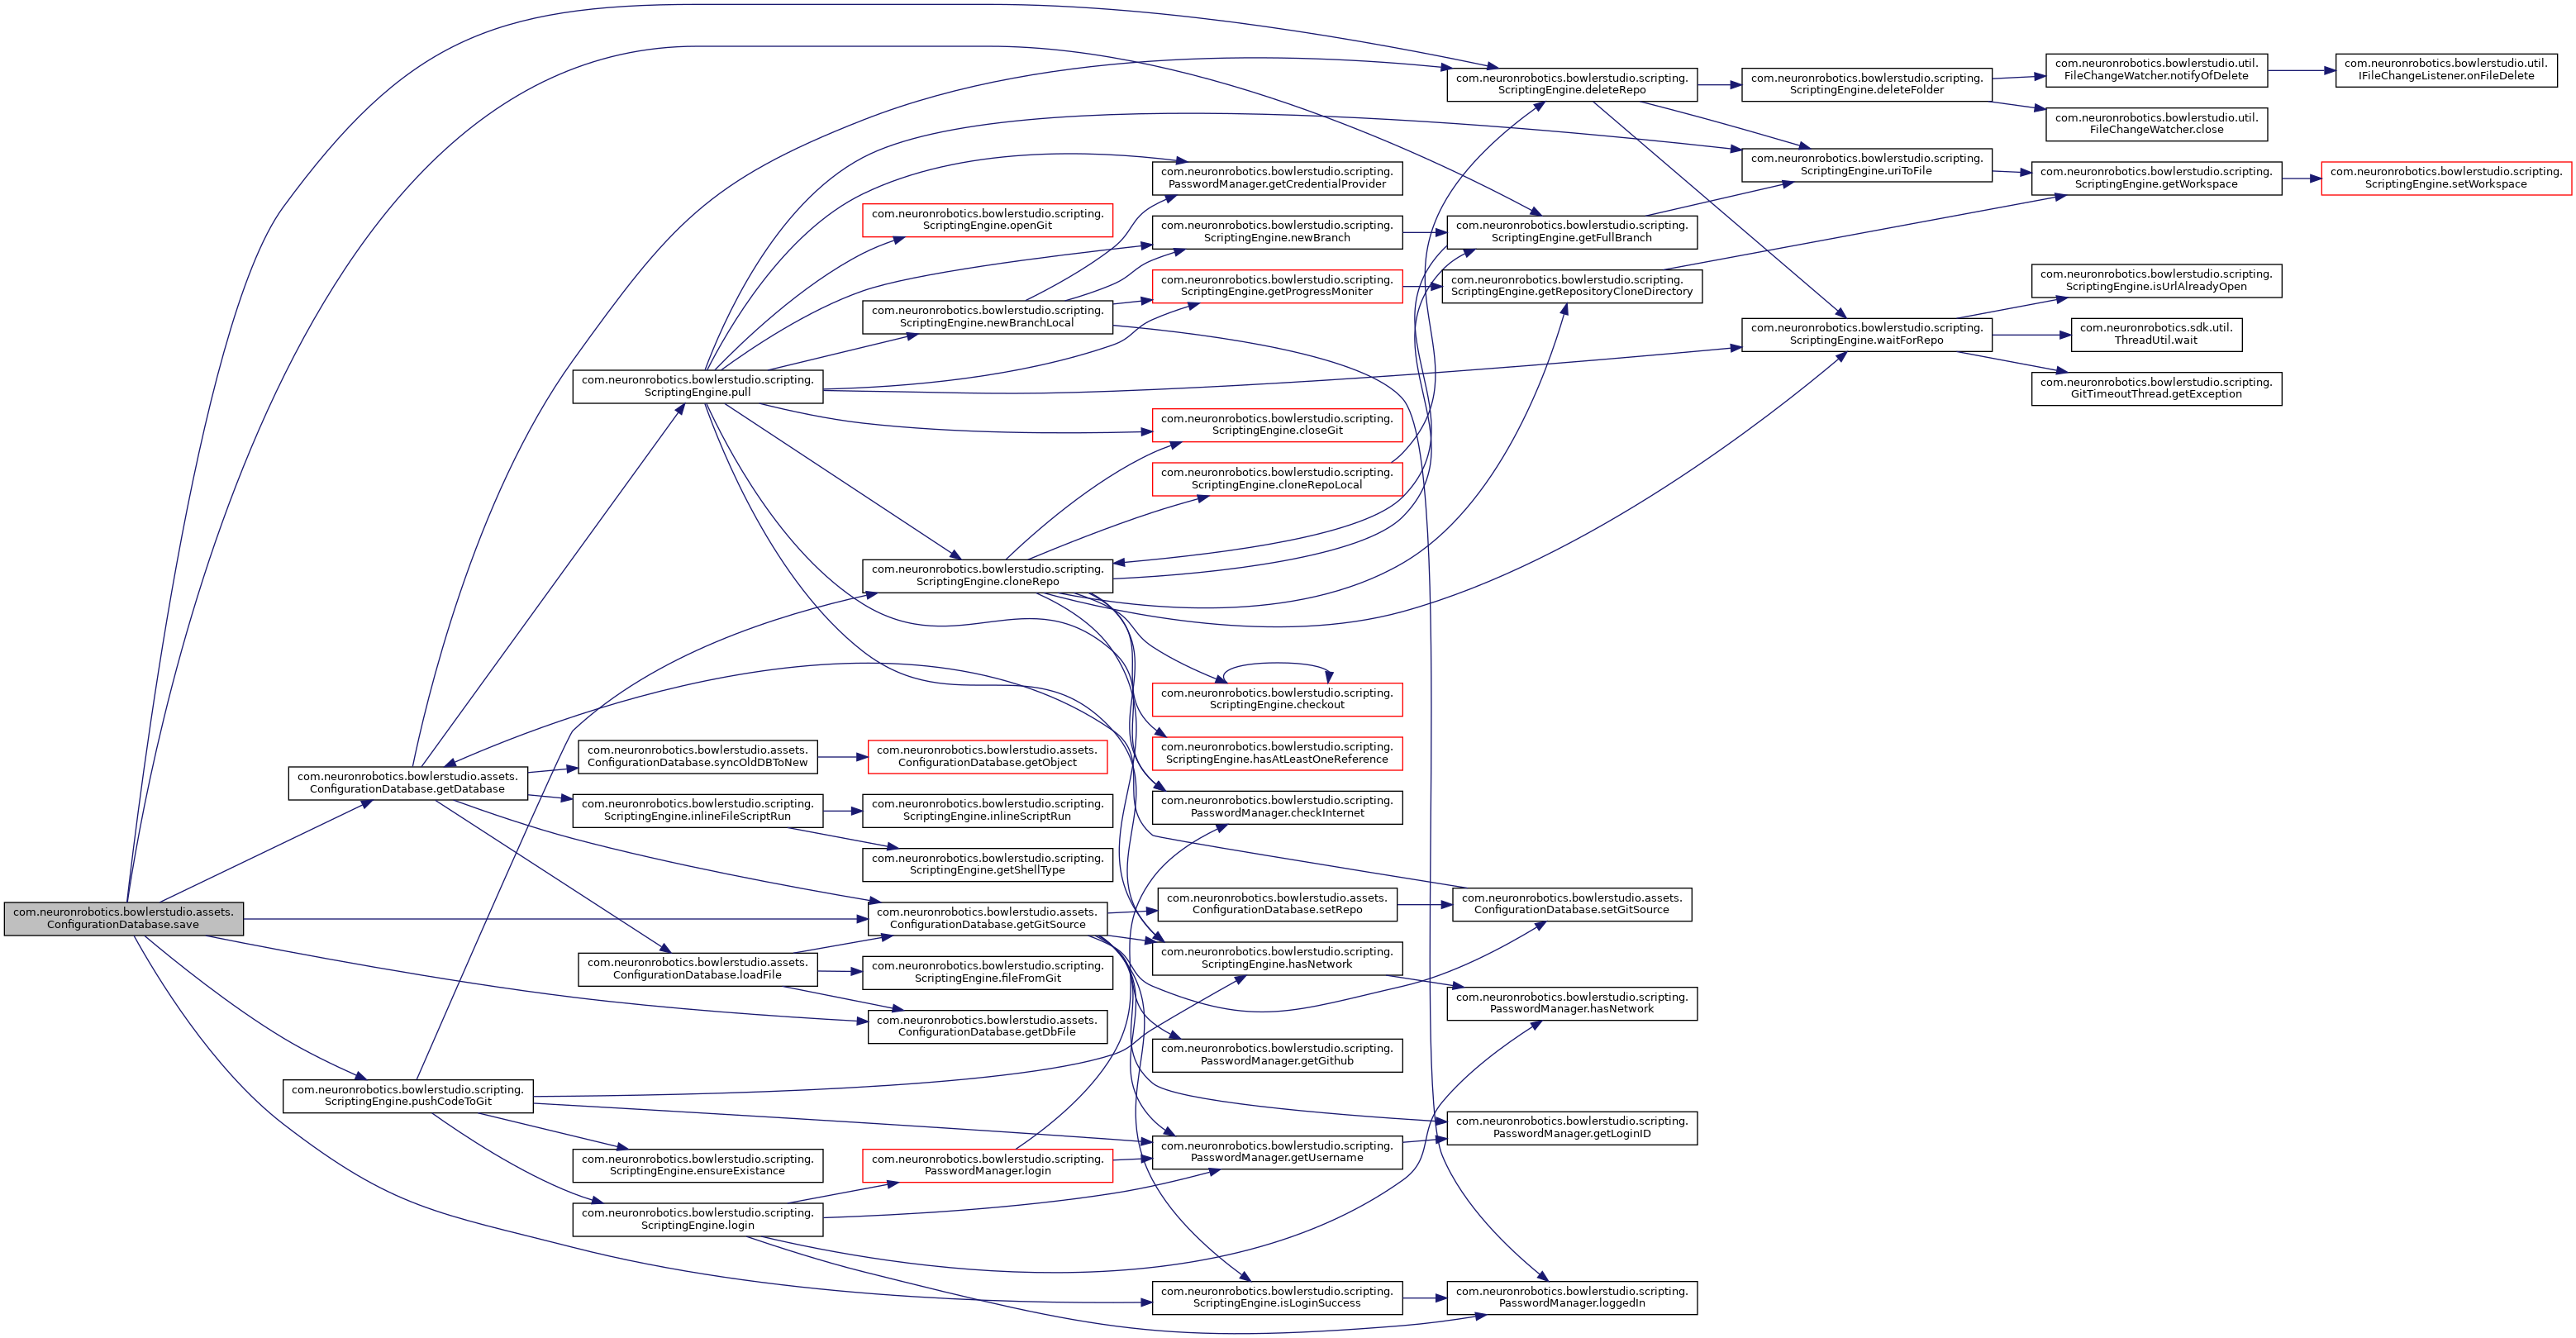 com.neuronrobotics.bowlerstudio.assets.
ConfigurationDatabase.save
com.neuronrobotics.bowlerstudio.assets.
ConfigurationDatabase.getDatabase
com.neuronrobotics.bowlerstudio.scripting.
ScriptingEngine.pushCodeToGit
com.neuronrobotics.bowlerstudio.scripting.
ScriptingEngine.pull
com.neuronrobotics.bowlerstudio.assets.
ConfigurationDatabase.syncOldDBToNew
com.neuronrobotics.bowlerstudio.scripting.
ScriptingEngine.inlineFileScriptRun
com.neuronrobotics.bowlerstudio.assets.
ConfigurationDatabase.loadFile
com.neuronrobotics.bowlerstudio.scripting.
ScriptingEngine.ensureExistance
com.neuronrobotics.bowlerstudio.scripting.
ScriptingEngine.login
com.neuronrobotics.bowlerstudio.scripting.
ScriptingEngine.openGit
com.neuronrobotics.bowlerstudio.scripting.
ScriptingEngine.newBranchLocal
com.neuronrobotics.bowlerstudio.scripting.
ScriptingEngine.cloneRepo
com.neuronrobotics.bowlerstudio.assets.
ConfigurationDatabase.getObject
com.neuronrobotics.bowlerstudio.scripting.
ScriptingEngine.inlineScriptRun
com.neuronrobotics.bowlerstudio.scripting.
ScriptingEngine.getShellType
com.neuronrobotics.bowlerstudio.assets.
ConfigurationDatabase.getGitSource
com.neuronrobotics.bowlerstudio.scripting.
ScriptingEngine.fileFromGit
com.neuronrobotics.bowlerstudio.assets.
ConfigurationDatabase.getDbFile
com.neuronrobotics.bowlerstudio.scripting.
PasswordManager.login
com.neuronrobotics.bowlerstudio.scripting.
PasswordManager.getCredentialProvider
com.neuronrobotics.bowlerstudio.scripting.
ScriptingEngine.newBranch
com.neuronrobotics.bowlerstudio.scripting.
ScriptingEngine.getProgressMoniter
com.neuronrobotics.bowlerstudio.scripting.
ScriptingEngine.closeGit
com.neuronrobotics.bowlerstudio.scripting.
ScriptingEngine.cloneRepoLocal
com.neuronrobotics.bowlerstudio.scripting.
ScriptingEngine.checkout
com.neuronrobotics.bowlerstudio.scripting.
ScriptingEngine.hasAtLeastOneReference
com.neuronrobotics.bowlerstudio.scripting.
PasswordManager.checkInternet
com.neuronrobotics.bowlerstudio.assets.
ConfigurationDatabase.setRepo
com.neuronrobotics.bowlerstudio.scripting.
ScriptingEngine.hasNetwork
com.neuronrobotics.bowlerstudio.scripting.
PasswordManager.getGithub
com.neuronrobotics.bowlerstudio.scripting.
PasswordManager.getUsername
com.neuronrobotics.bowlerstudio.scripting.
ScriptingEngine.isLoginSuccess
com.neuronrobotics.bowlerstudio.scripting.
ScriptingEngine.deleteRepo
com.neuronrobotics.bowlerstudio.scripting.
ScriptingEngine.getFullBranch
com.neuronrobotics.bowlerstudio.scripting.
ScriptingEngine.getRepositoryCloneDirectory
com.neuronrobotics.bowlerstudio.assets.
ConfigurationDatabase.setGitSource
com.neuronrobotics.bowlerstudio.scripting.
PasswordManager.hasNetwork
com.neuronrobotics.bowlerstudio.scripting.
PasswordManager.getLoginID
com.neuronrobotics.bowlerstudio.scripting.
PasswordManager.loggedIn
com.neuronrobotics.bowlerstudio.scripting.
ScriptingEngine.deleteFolder
com.neuronrobotics.bowlerstudio.scripting.
ScriptingEngine.uriToFile
com.neuronrobotics.bowlerstudio.scripting.
ScriptingEngine.waitForRepo
com.neuronrobotics.bowlerstudio.util.
FileChangeWatcher.notifyOfDelete
com.neuronrobotics.bowlerstudio.util.
FileChangeWatcher.close
com.neuronrobotics.bowlerstudio.scripting.
ScriptingEngine.getWorkspace
com.neuronrobotics.bowlerstudio.scripting.
ScriptingEngine.isUrlAlreadyOpen
com.neuronrobotics.sdk.util.
ThreadUtil.wait
com.neuronrobotics.bowlerstudio.scripting.
GitTimeoutThread.getException
com.neuronrobotics.bowlerstudio.util.
IFileChangeListener.onFileDelete
com.neuronrobotics.bowlerstudio.scripting.
ScriptingEngine.setWorkspace